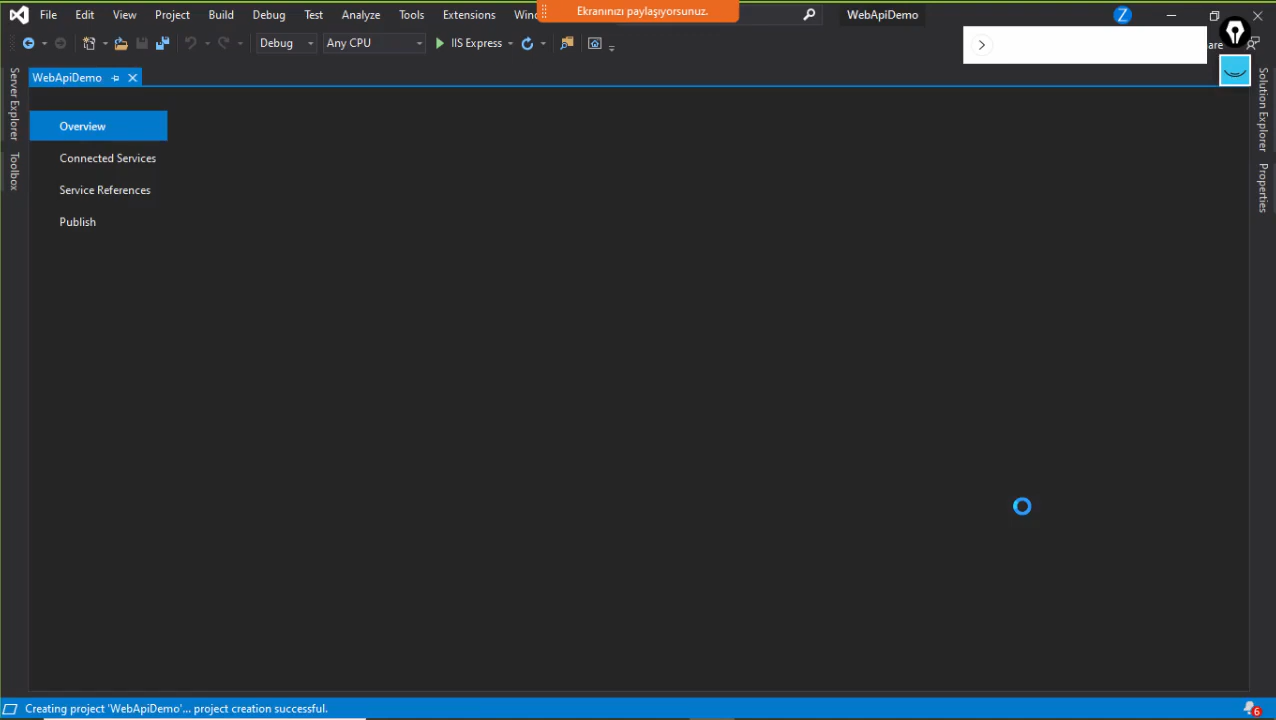 File Edit View Project Build Debug Test Analyze Tools Extensions Ekranınızı paylaşıyorsunuz. WebApiDemo Z
Debug Any CPU IIS Express
WebApiDemo
Server Explorer
Toolbox
Overview
Connected Services
Service References
Publish
Solution Explorer
Properties
Creating project 'WebApiDemo'... project creation successful. 6